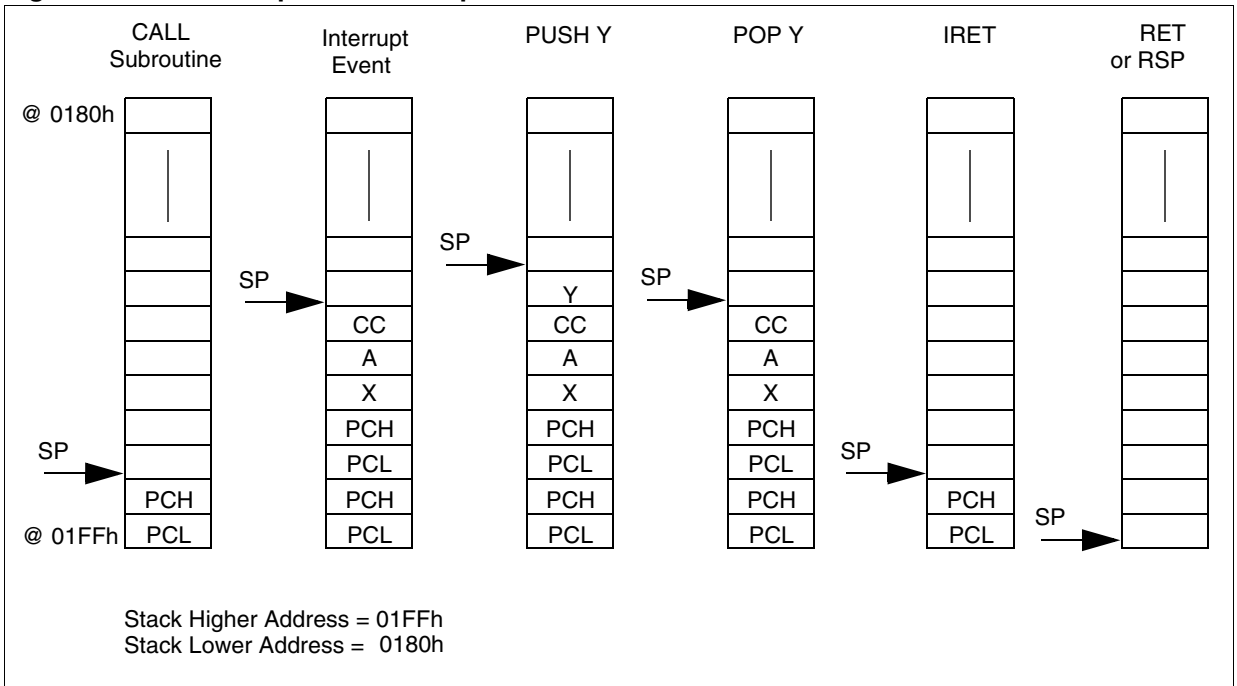 CALL
Subroutine
Interrupt
Event
PUSH Y
POP Y
IRET
RET
or RSP
@ 0180h
SP
SP
SP
Y
CC
CC
CC
A
A
A
X
X
X
PCH
PCH
PCH
SP
SP
PCL
PCL
PCL
PCH
PCH
PCH
PCH
PCH
SP
@ 01FFh
PCL
PCL
PCL
PCL
PCL
Stack Higher Address = 01FFh
Stack Lower Address = 0180h